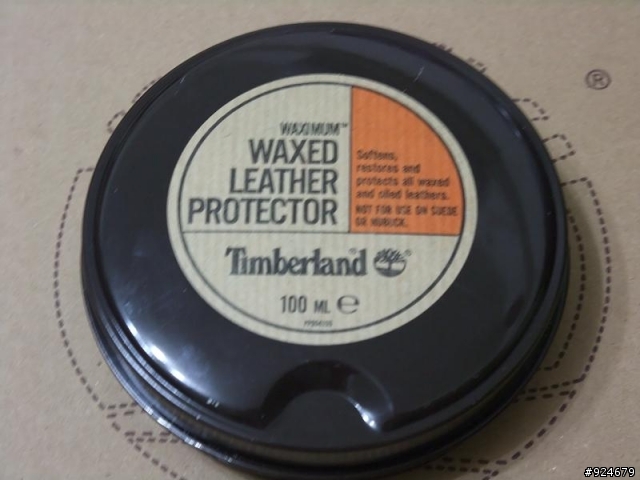 WAXIMUM™
WAXED
LEATHER
PROTECTOR
Softens,
restores and
protects all waxed
and oiled leathers.
NOT FOR USE ON SUEDE
OR NUBUCK.
Timberland®
100 ML ℮
®
#924679